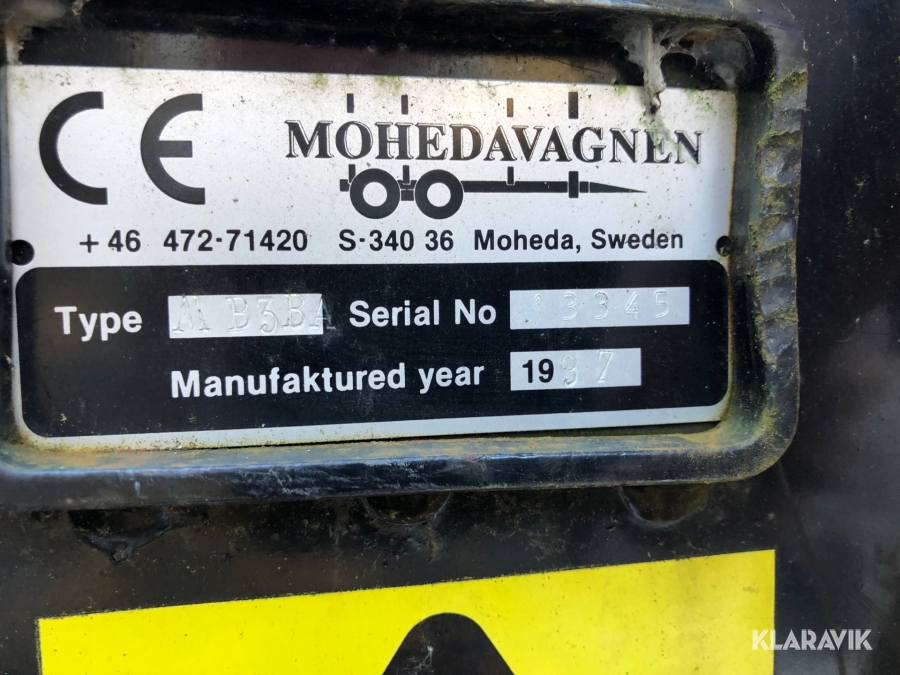 CE MOHEDAVAGNEN
+46 472-71420 S-340 36 Moheda, Sweden
Type M B3BA Serial No 13345
Manufaktured year 1997
KLARAVIK